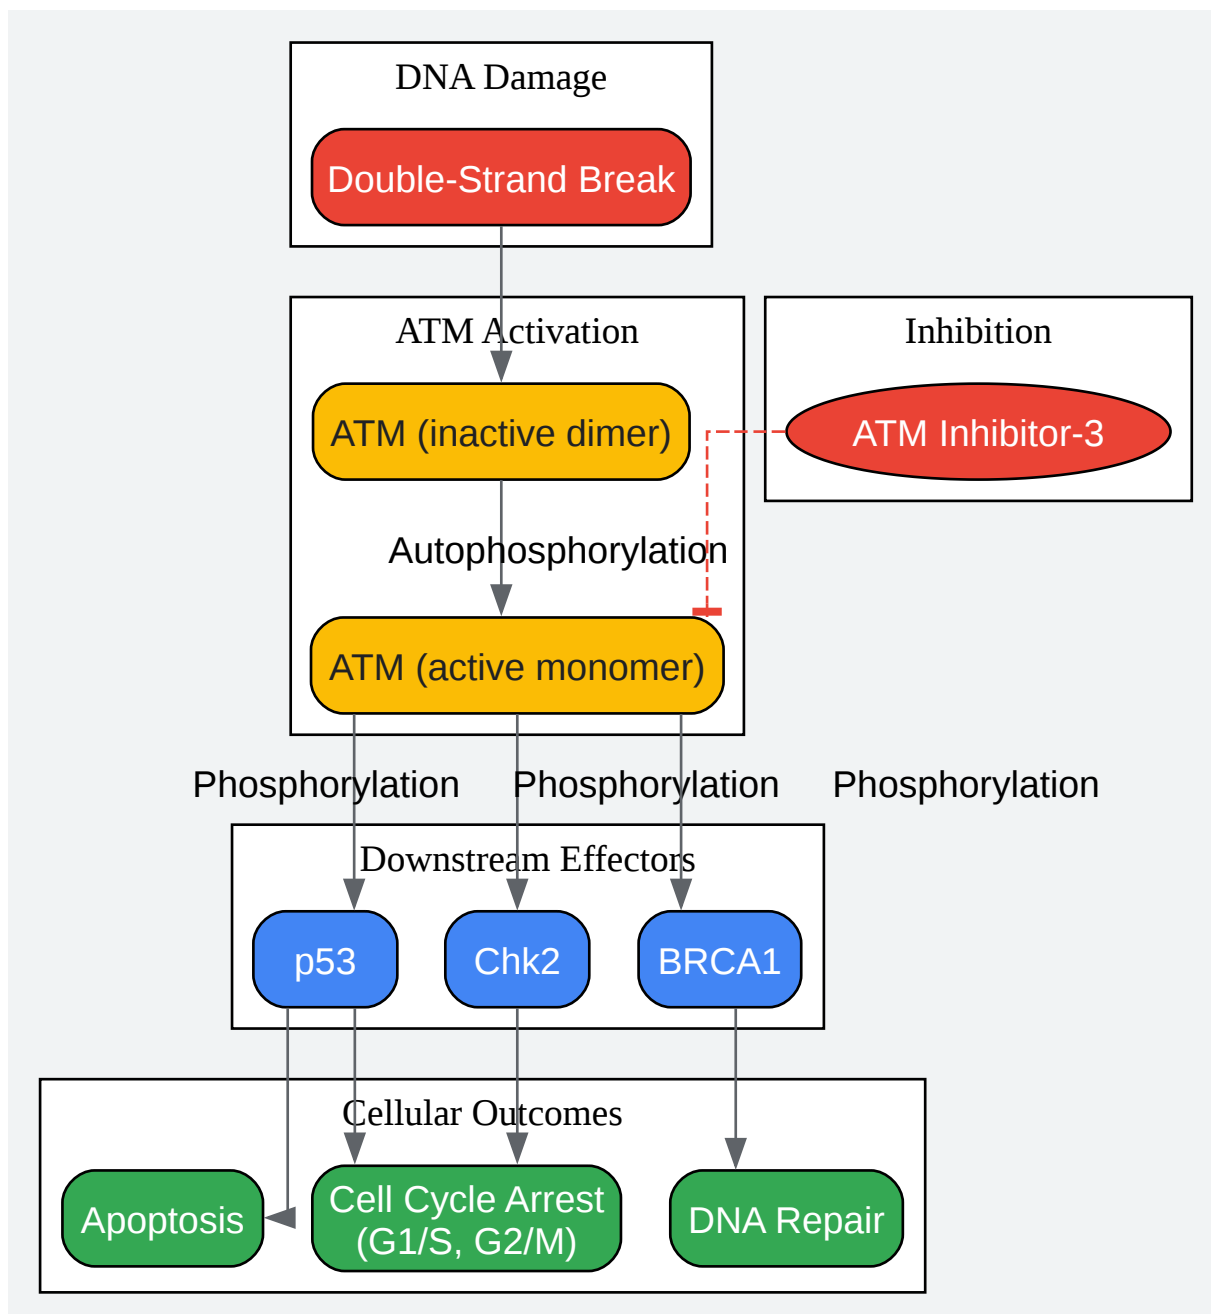 DNA Damage
Double-Strand Break
ATM Activation
Inhibition
ATM (inactive dimer)
ATM Inhibitor-3
Autophosphorylation
ATM (active monomer)
Phosphorylation
Phosphorylation
Phosphorylation
Downstream Effectors
p53
Chk2
BRCA1
Cellular Outcomes
Apoptosis
Cell Cycle Arrest
(G1/S, G2/M)
DNA Repair